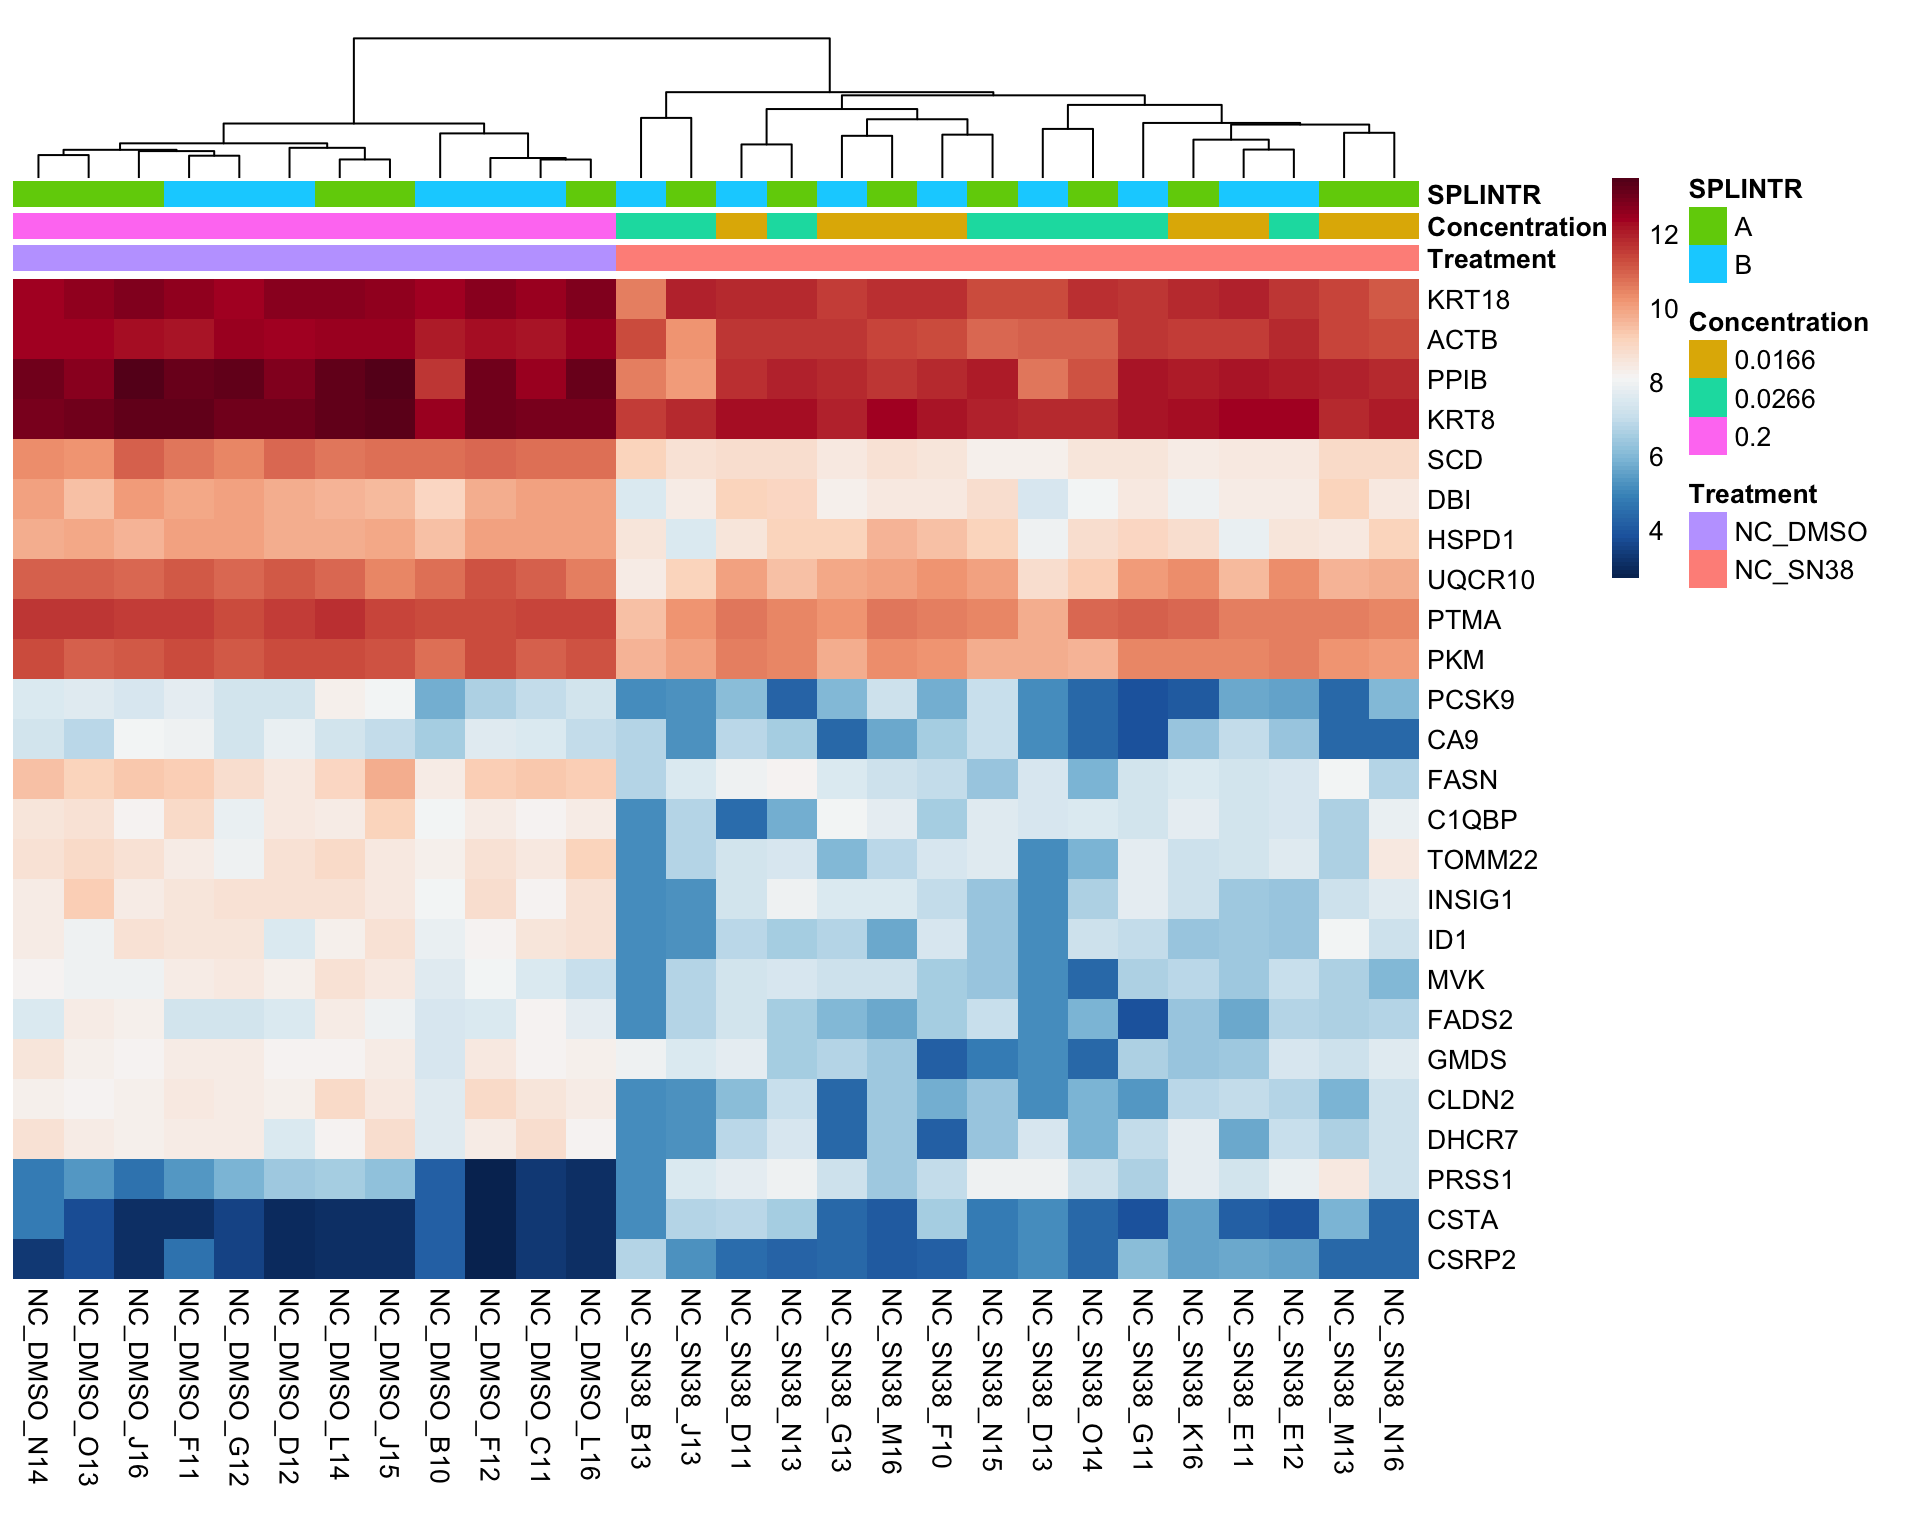 SPLINTR
Concentration
Treatment
KRT18
ACTB
PPIB
KRT8
SCD
DBI
HSPD1
UQCR10
PTMA
PKM
PCSK9
CA9
FASN
C1QBP
TOMM22
INSIG1
ID1
MVK
FADS2
GMDS
CLDN2
DHCR7
PRSS1
CSTA
CSRP2
NC_DMSO_N14
NC_DMSO_O13
NC_DMSO_J16
NC_DMSO_F11
NC_DMSO_G12
NC_DMSO_D12
NC_DMSO_L14
NC_DMSO_J15
NC_DMSO_B10
NC_DMSO_F12
NC_DMSO_C11
NC_DMSO_L16
NC_SN38_B13
NC_SN38_J13
NC_SN38_D11
NC_SN38_N13
NC_SN38_G13
NC_SN38_M16
NC_SN38_F10
NC_SN38_N15
NC_SN38_D13
NC_SN38_O14
NC_SN38_G11
NC_SN38_K16
NC_SN38_E11
NC_SN38_E12
NC_SN38_M13
NC_SN38_N16
12
10
8
6
4
SPLINTR
A
B
Concentration
0.0166
0.0266
0.2
Treatment
NC_DMSO
NC_SN38